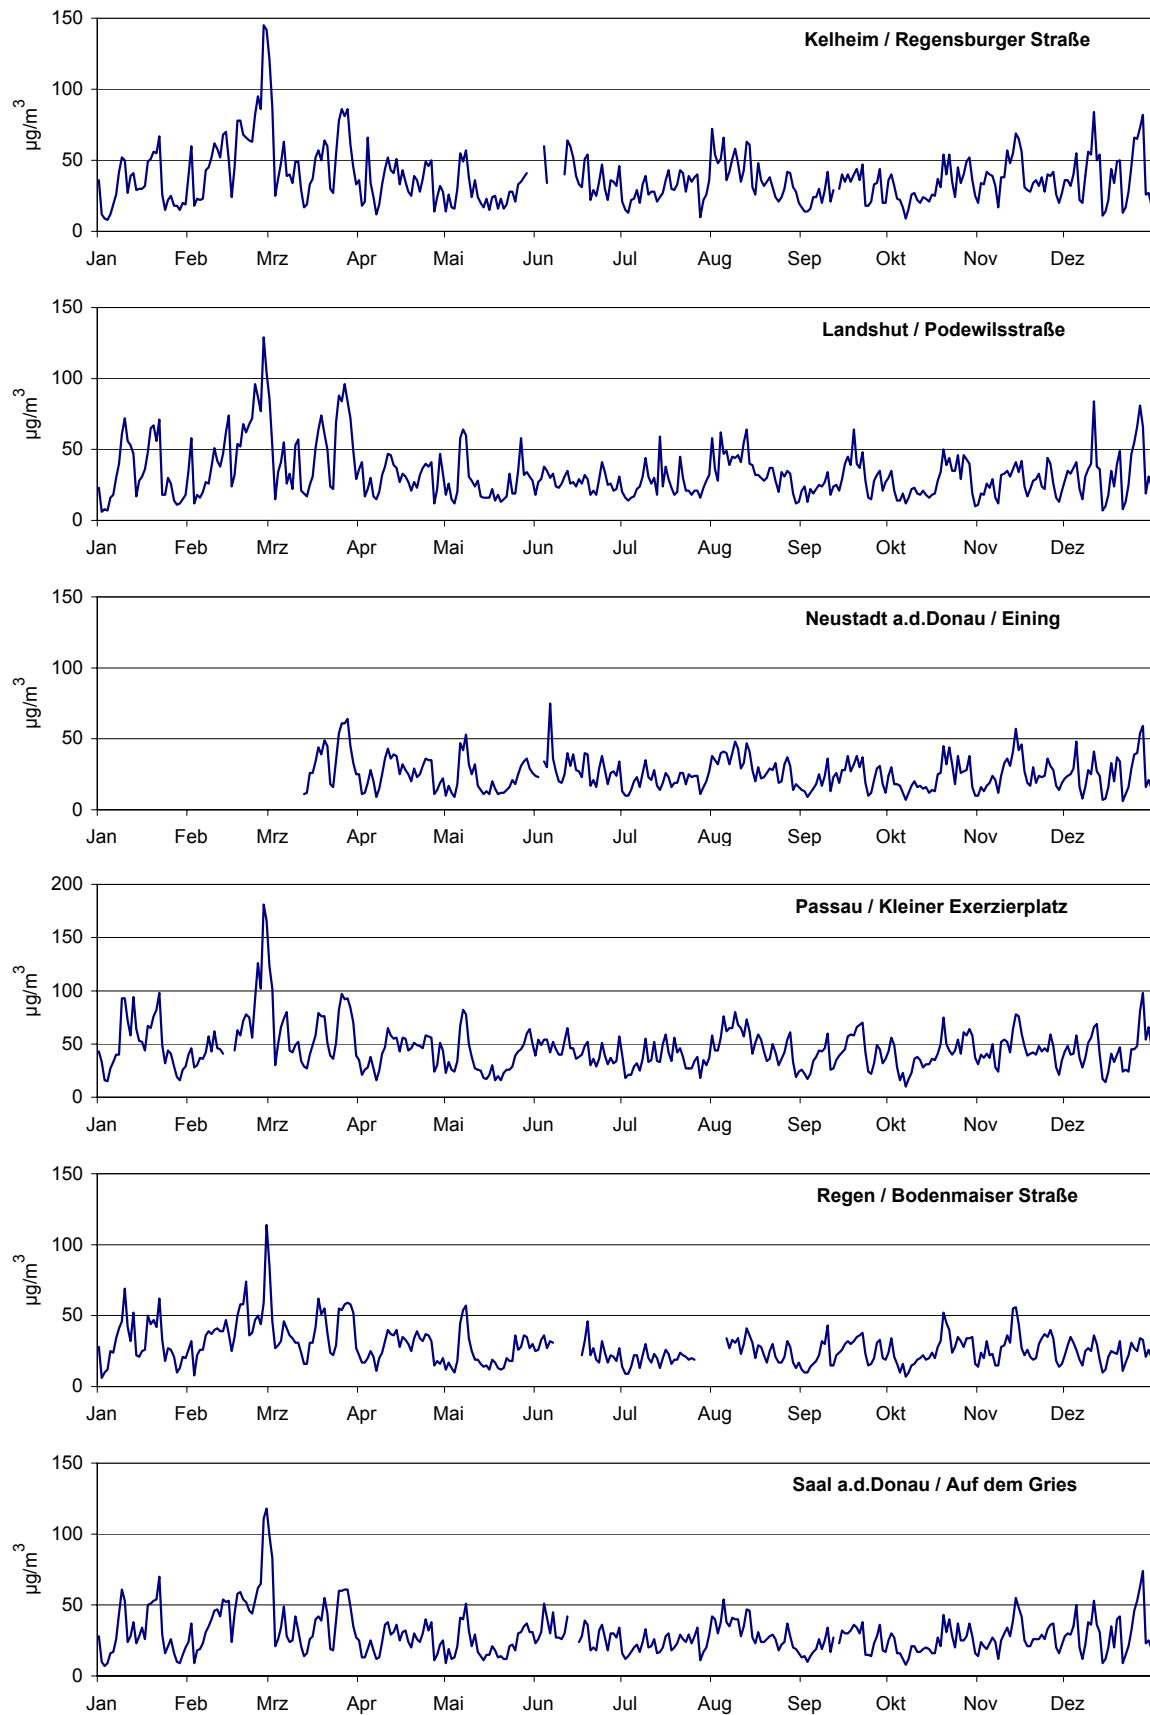 150
Kelheim / Regensburger Straße
100
µg/m³
50
0
Jan Feb Mrz Apr Mai Jun Jul Aug Sep Okt Nov Dez
150
Landshut / Podewilsstraße
100
µg/m³
50
0
Jan Feb Mrz Apr Mai Jun Jul Aug Sep Okt Nov Dez
150
Neustadt a.d.Donau / Eining
100
µg/m³
50
0
Jan Feb Mrz Apr Mai Jun Jul Aug Sep Okt Nov Dez
200
Passau / Kleiner Exerzierplatz
150
100
µg/m³
50
0
Jan Feb Mrz Apr Mai Jun Jul Aug Sep Okt Nov Dez
150
Regen / Bodenmaiser Straße
100
µg/m³
50
0
Jan Feb Mrz Apr Mai Jun Jul Aug Sep Okt Nov Dez
150
Saal a.d.Donau / Auf dem Gries
100
µg/m³
50
0
Jan Feb Mrz Apr Mai Jun Jul Aug Sep Okt Nov Dez